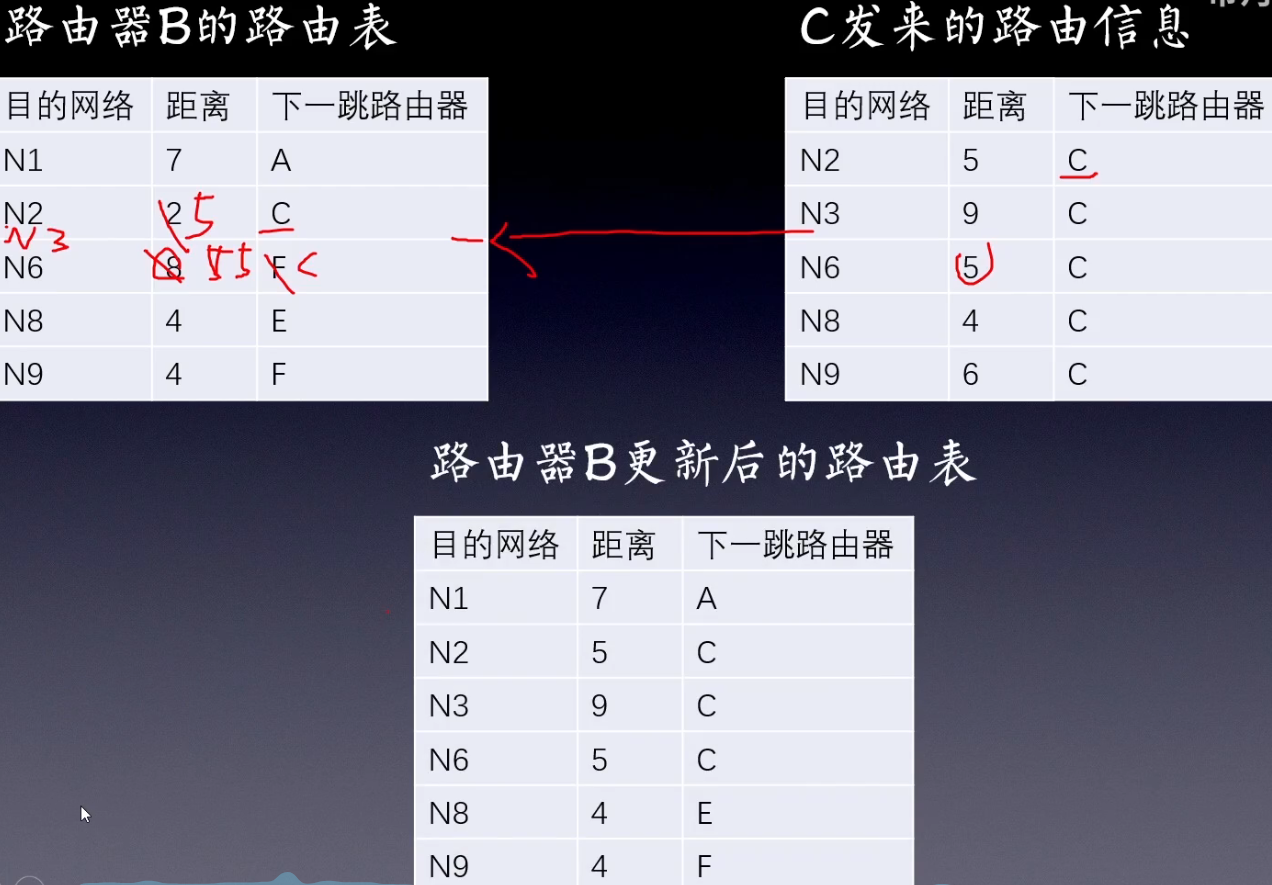 路由器B的路由表
目的网络 距离 下一跳路由器
N1 7 A
N2 2 5 C
N3
N6 8 5 5 F C
N8 4 E
N9 4 F
C发来的路由信息
目的网络 距离 下一跳路由器
N2 5 C
N3 9 C
N6 5 C
N8 4 C
N9 6 C
路由器B更新后的路由表
目的网络 距离 下一跳路由器
N1 7 A
N2 5 C
N3 9 C
N6 5 C
N8 4 E
N9 4 F